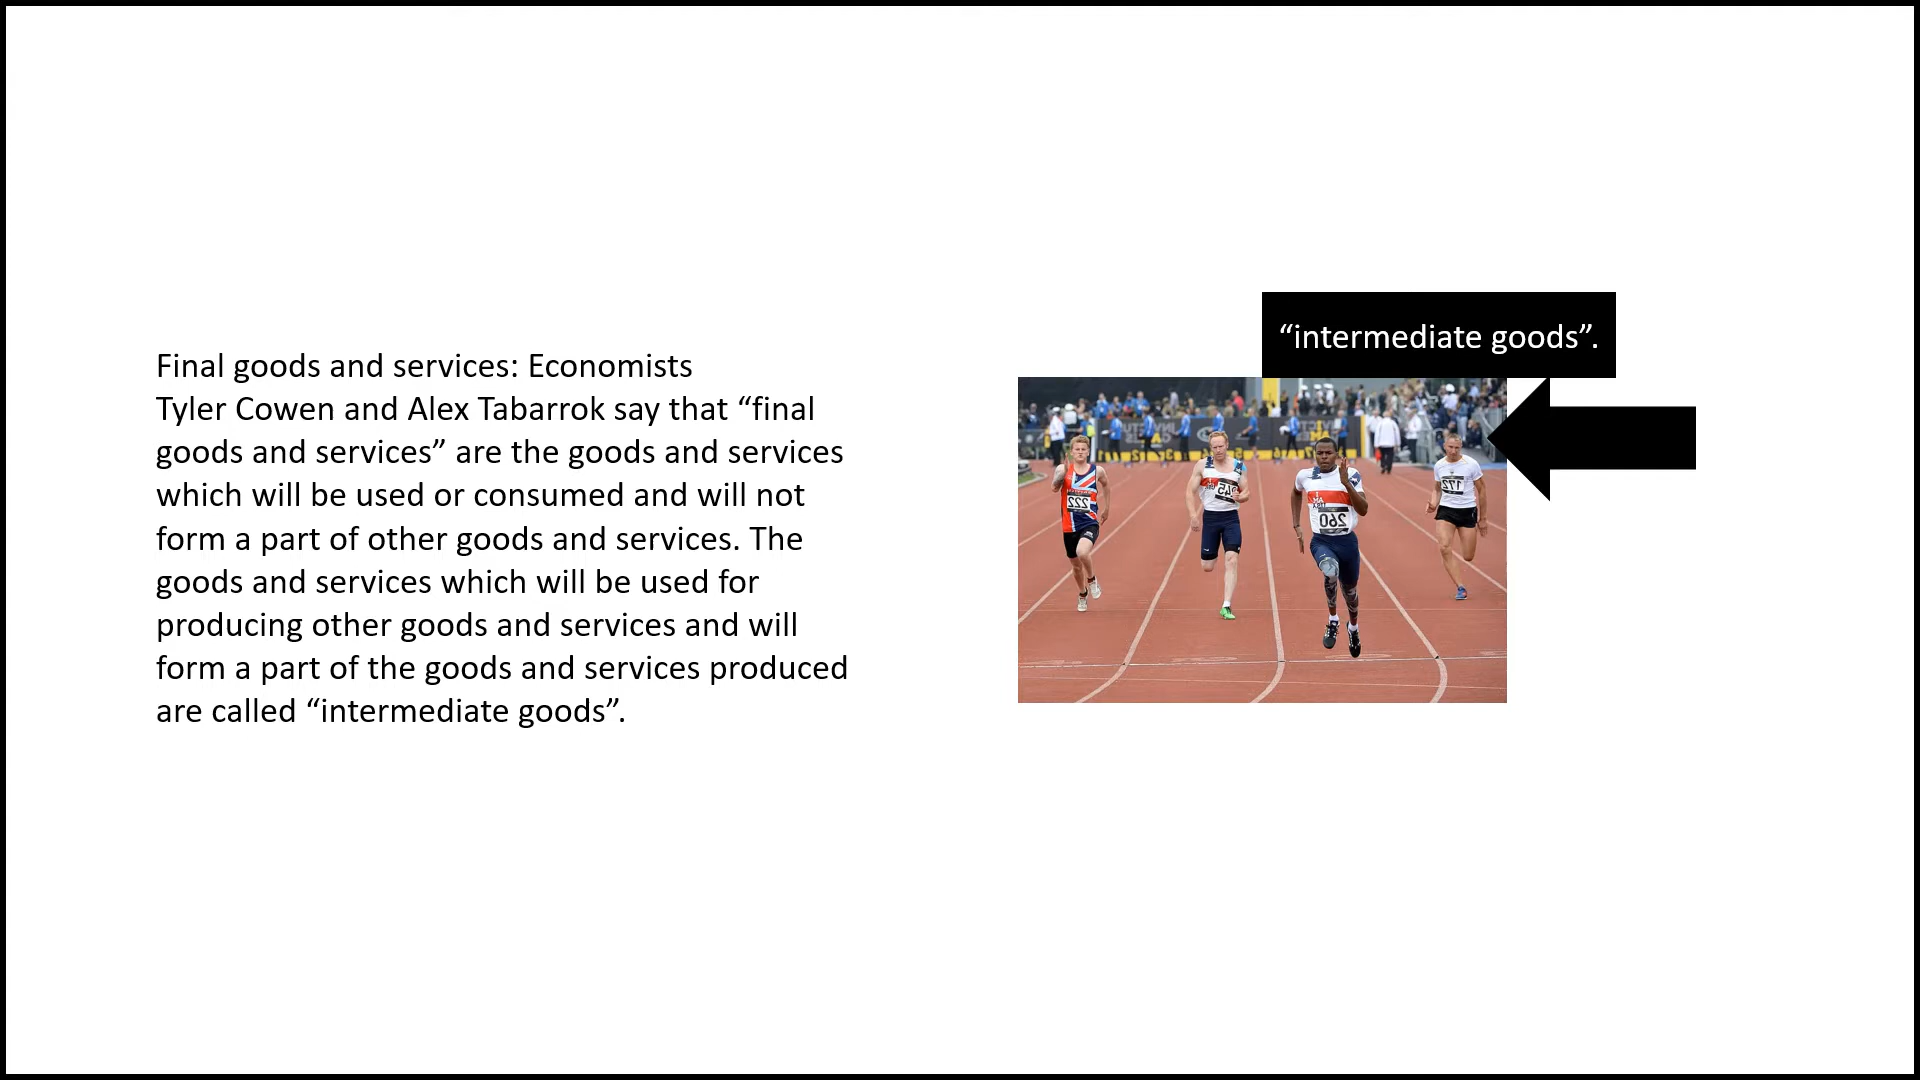 Final goods and services: Economists
Tyler Cowen and Alex Tabarrok say that “final
goods and services” are the goods and services
which will be used or consumed and will not
form a part of other goods and services. The
goods and services which will be used for
producing other goods and services and will
form a part of the goods and services produced
are called “intermediate goods”.
“intermediate goods”.
222
245
260
172